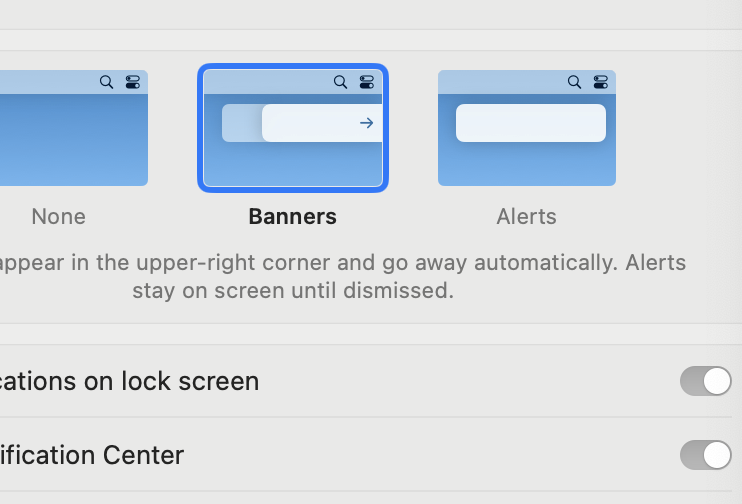 None
Banners
Alerts
appear in the upper-right corner and go away automatically. Alerts
stay on screen until dismissed.
cations on lock screen
ification Center